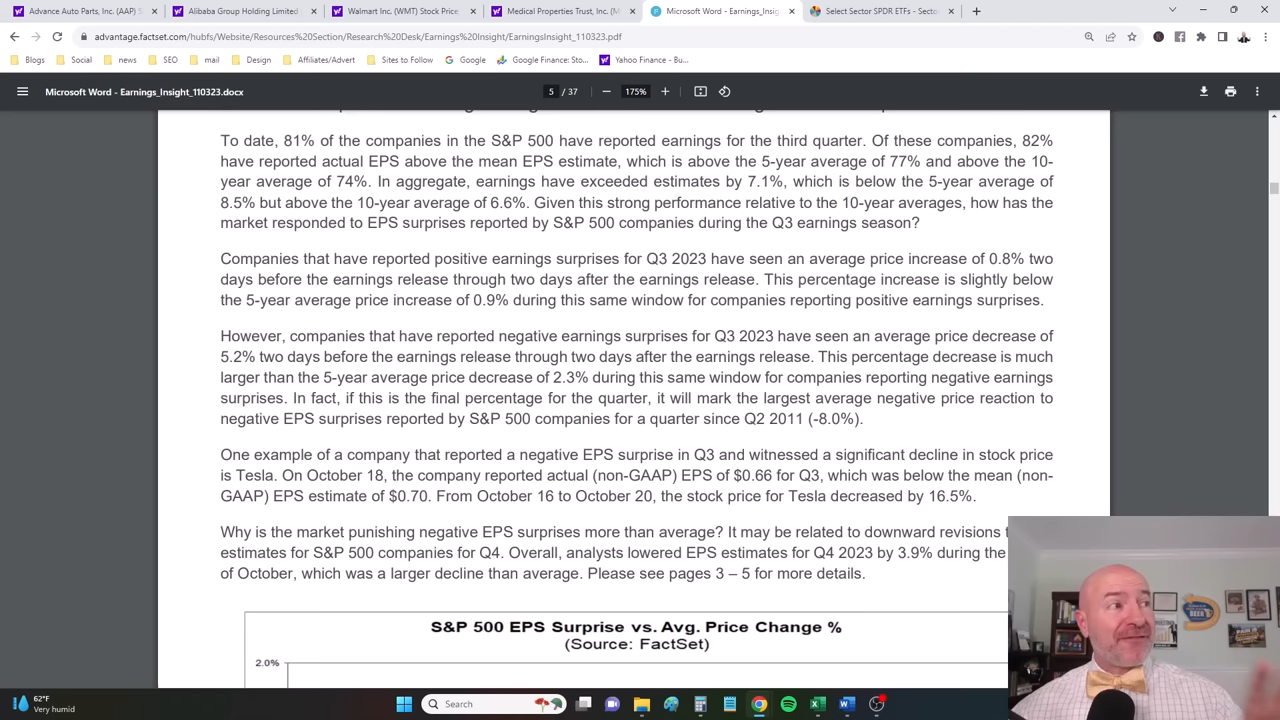 Advance Auto Parts, Inc. (AAP) S
Alibaba Group Holding Limited
Walmart Inc. (WMT) Stock Price
Medical Properties Trust, Inc. (M
Microsoft Word - Earnings_Insig
Select Sector SPDR ETFs - Secto
advantage.factset.com/hubfs/Website/Resources%20Section/Research%20Desk/Earnings%20Insight/EarningsInsight_110323.pdf
Blogs Social news SEO mail Design Affiliates/Advert Sites to Follow Google Google Finance: Sto... Yahoo Finance - Bu...
Microsoft Word - Earnings_Insight_110323.docx 5 / 37 175%
To date, 81% of the companies in the S&P 500 have reported earnings for the third quarter. Of these companies, 82%
have reported actual EPS above the mean EPS estimate, which is above the 5-year average of 77% and above the 10-
year average of 74%. In aggregate, earnings have exceeded estimates by 7.1%, which is below the 5-year average of
8.5% but above the 10-year average of 6.6%. Given this strong performance relative to the 10-year averages, how has the
market responded to EPS surprises reported by S&P 500 companies during the Q3 earnings season?
Companies that have reported positive earnings surprises for Q3 2023 have seen an average price increase of 0.8% two
days before the earnings release through two days after the earnings release. This percentage increase is slightly below
the 5-year average price increase of 0.9% during this same window for companies reporting positive earnings surprises.
However, companies that have reported negative earnings surprises for Q3 2023 have seen an average price decrease of
5.2% two days before the earnings release through two days after the earnings release. This percentage decrease is much
larger than the 5-year average price decrease of 2.3% during this same window for companies reporting negative earnings
surprises. In fact, if this is the final percentage for the quarter, it will mark the largest average negative price reaction to
negative EPS surprises reported by S&P 500 companies for a quarter since Q2 2011 (-8.0%).
One example of a company that reported a negative EPS surprise in Q3 and witnessed a significant decline in stock price
is Tesla. On October 18, the company reported actual (non-GAAP) EPS of $0.66 for Q3, which was below the mean (non-
GAAP) EPS estimate of $0.70. From October 16 to October 20, the stock price for Tesla decreased by 16.5%.
Why is the market punishing negative EPS surprises more than average? It may be related to downward revisions
estimates for S&P 500 companies for Q4. Overall, analysts lowered EPS estimates for Q4 2023 by 3.9% during the
of October, which was a larger decline than average. Please see pages 3 – 5 for more details.
S&P 500 EPS Surprise vs. Avg. Price Change %
(Source: FactSet)
2.0%
BEER
62°F
Very humid
Search